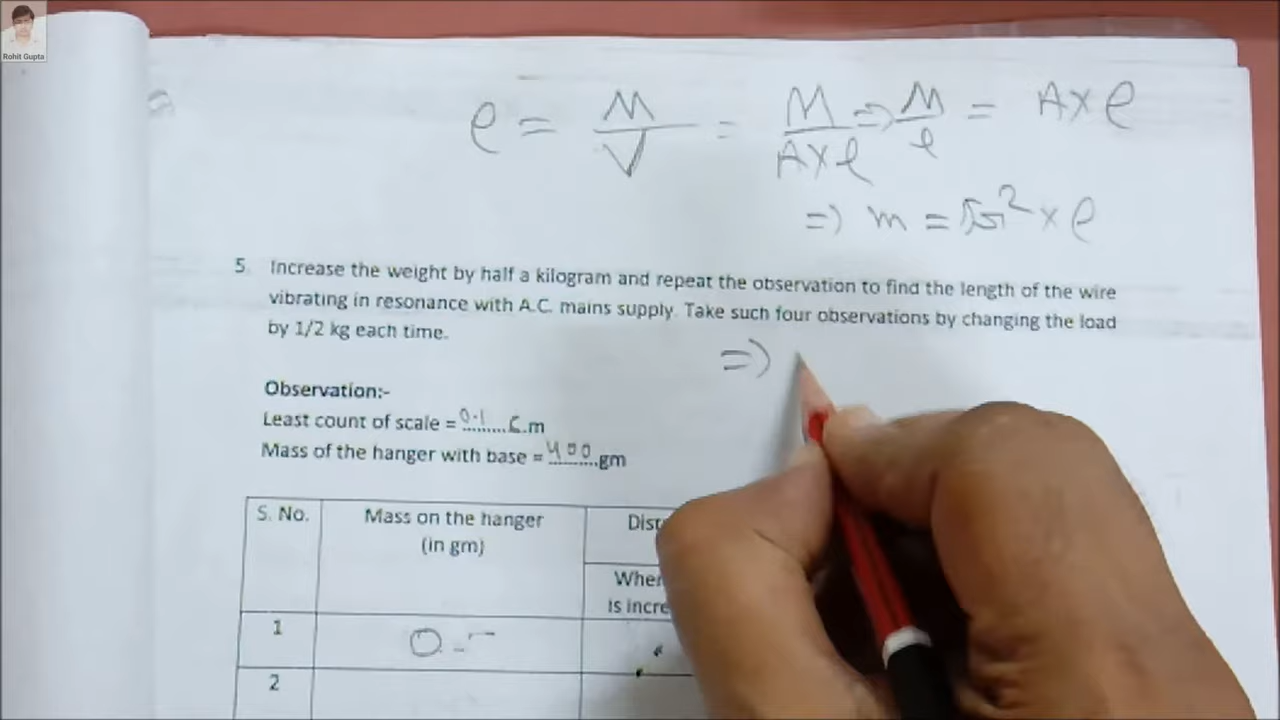 Rohit Gupta
ρ = M/V = M/(A×l) ⇒ M/l = A×ρ
⇒ m = πr² × ρ
5. Increase the weight by half a kilogram and repeat the observation to find the length of the wire
vibrating in resonance with A.C. mains supply. Take such four observations by changing the load
by 1/2 kg each time.
⇒
Observation:-
Least count of scale = 0.1 C.m
Mass of the hanger with base = 400 gm
S. No. Mass on the hanger
(in gm)
is
1 0.5
2